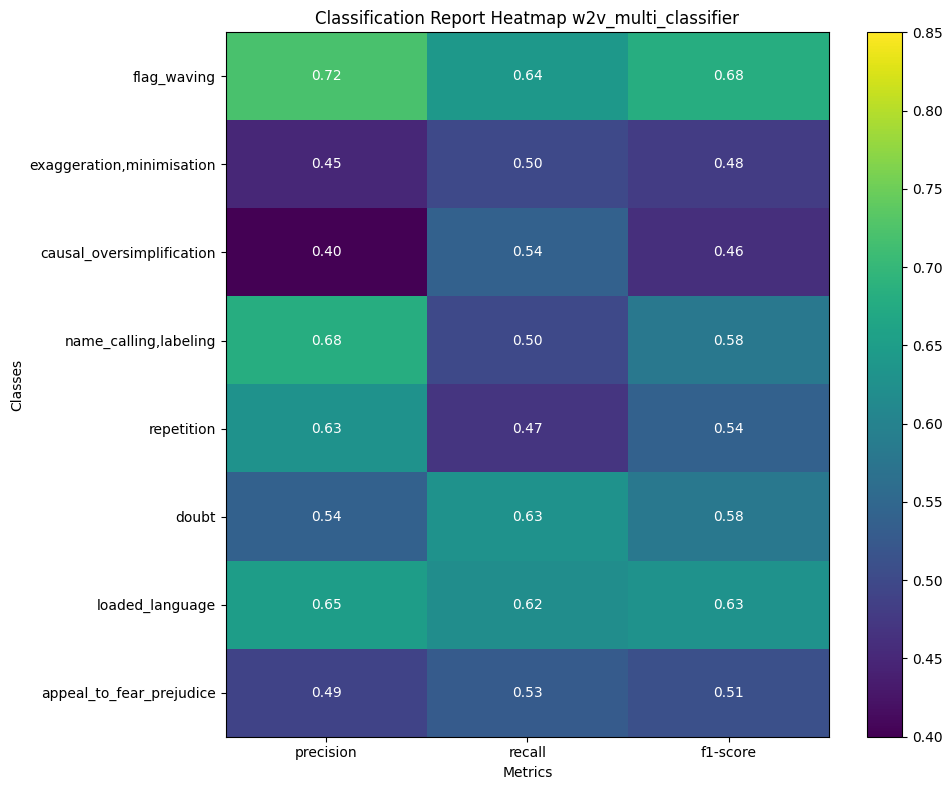 Classification Report Heatmap w2v_multi_classifier
flag_waving 0.72 0.64 0.68
exaggeration,minimisation 0.45 0.50 0.48
causal_oversimplification 0.40 0.54 0.46
name_calling,labeling 0.68 0.50 0.58
repetition 0.63 0.47 0.54
doubt 0.54 0.63 0.58
loaded_language 0.65 0.62 0.63
appeal_to_fear_prejudice 0.49 0.53 0.51
Classes
precision recall f1-score
Metrics
0.85
0.80
0.75
0.70
0.65
0.60
0.55
0.50
0.45
0.40